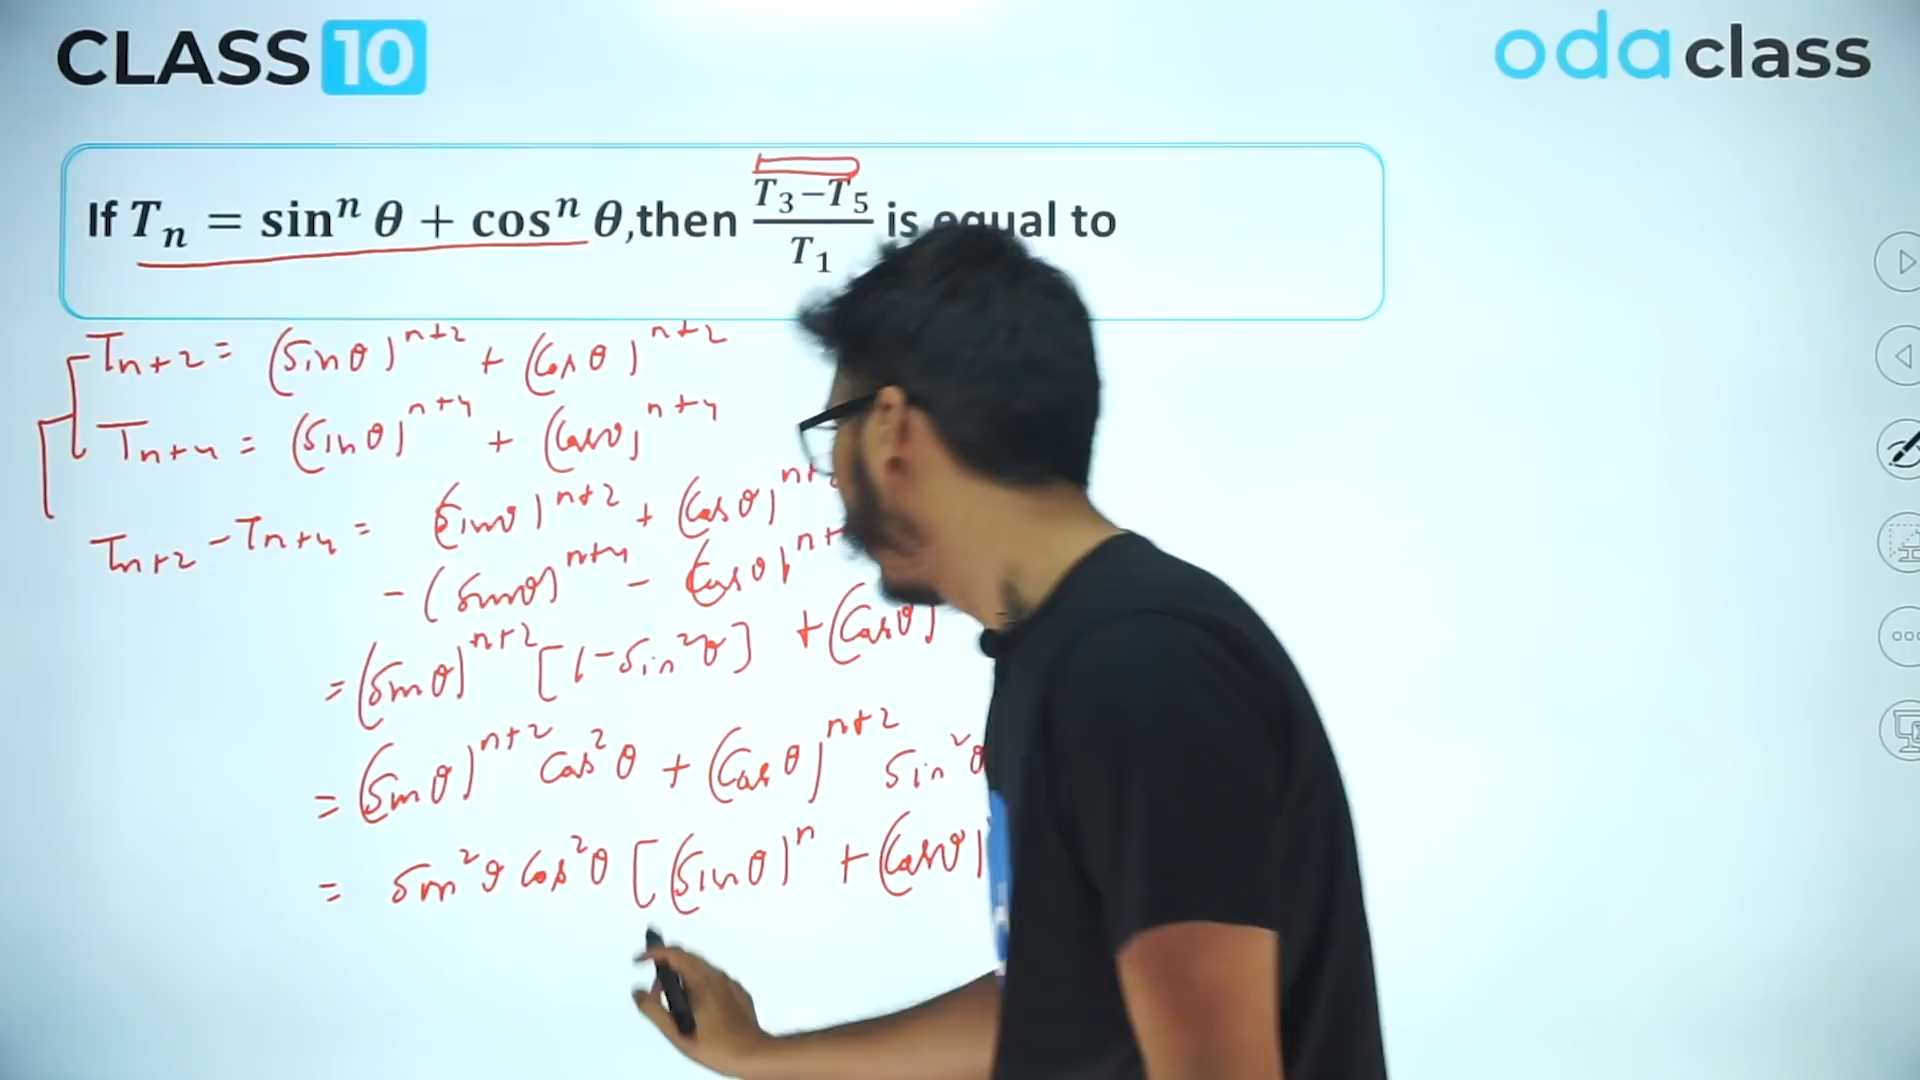 CLASS 10
oda class
If Tₙ = sinⁿ θ + cosⁿ θ,then (T₃−T₅)/T₁ is equal to
Tn+2 = (Sinθ)^n+2 + (Cosθ)^n+2
Tn+4 = (Sinθ)^n+4 + (Cosθ)^n+4
Tn+2 - Tn+4 = (Sinθ)^n+2 + (Cosθ)^n+2
- (Sinθ)^n+4 - (Cosθ)^n+
= (Sinθ)^n+2 [1-Sin²θ] + (Cosθ)
= (Sinθ)^n+2 Cos²θ + (Cosθ)^n+2 Sin²θ
= Sin²θ Cos²θ [(Sinθ)^n + (Cosθ)